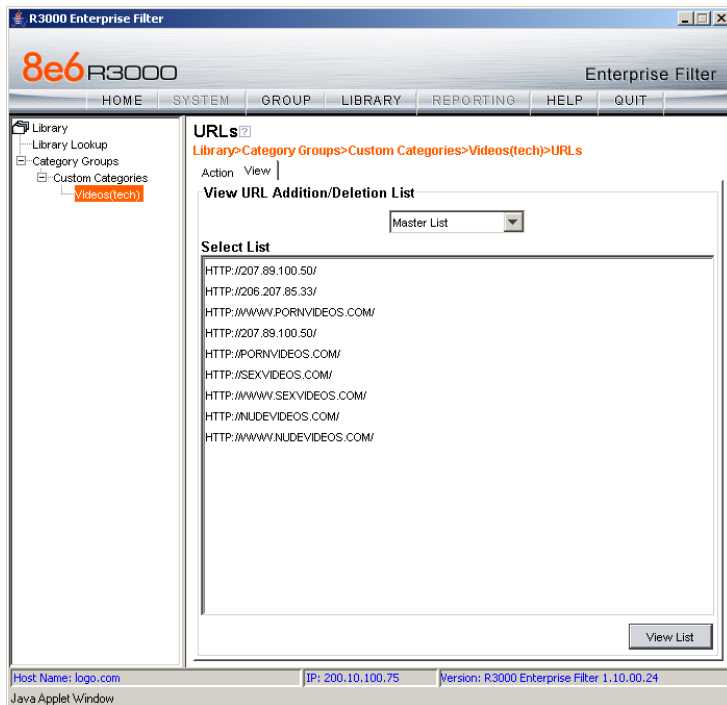 R3000 Enterprise Filter
8e6 R3000
Enterprise Filter
HOME SYSTEM GROUP LIBRARY REPORTING HELP QUIT
Library
Library Lookup
Category Groups
Custom Categories
Videos(tech)
URLs?
Library>Category Groups>Custom Categories>Videos(tech)>URLs
Action View
View URL Addition/Deletion List
Master List
Select List
HTTP://207.89.100.50/
HTTP://206.207.85.33/
HTTP://WWW.PORNVIDEOS.COM/
HTTP://207.89.100.50/
HTTP://PORNVIDEOS.COM/
HTTP://SEXVIDEOS.COM/
HTTP://WWW.SEXVIDEOS.COM/
HTTP://NUDEVIDEOS.COM/
HTTP://WWW.NUDEVIDEOS.COM/
View List
Host Name: logo.com IP: 200.10.100.75 Version: R3000 Enterprise Filter 1.10.00.24
Java Applet Window